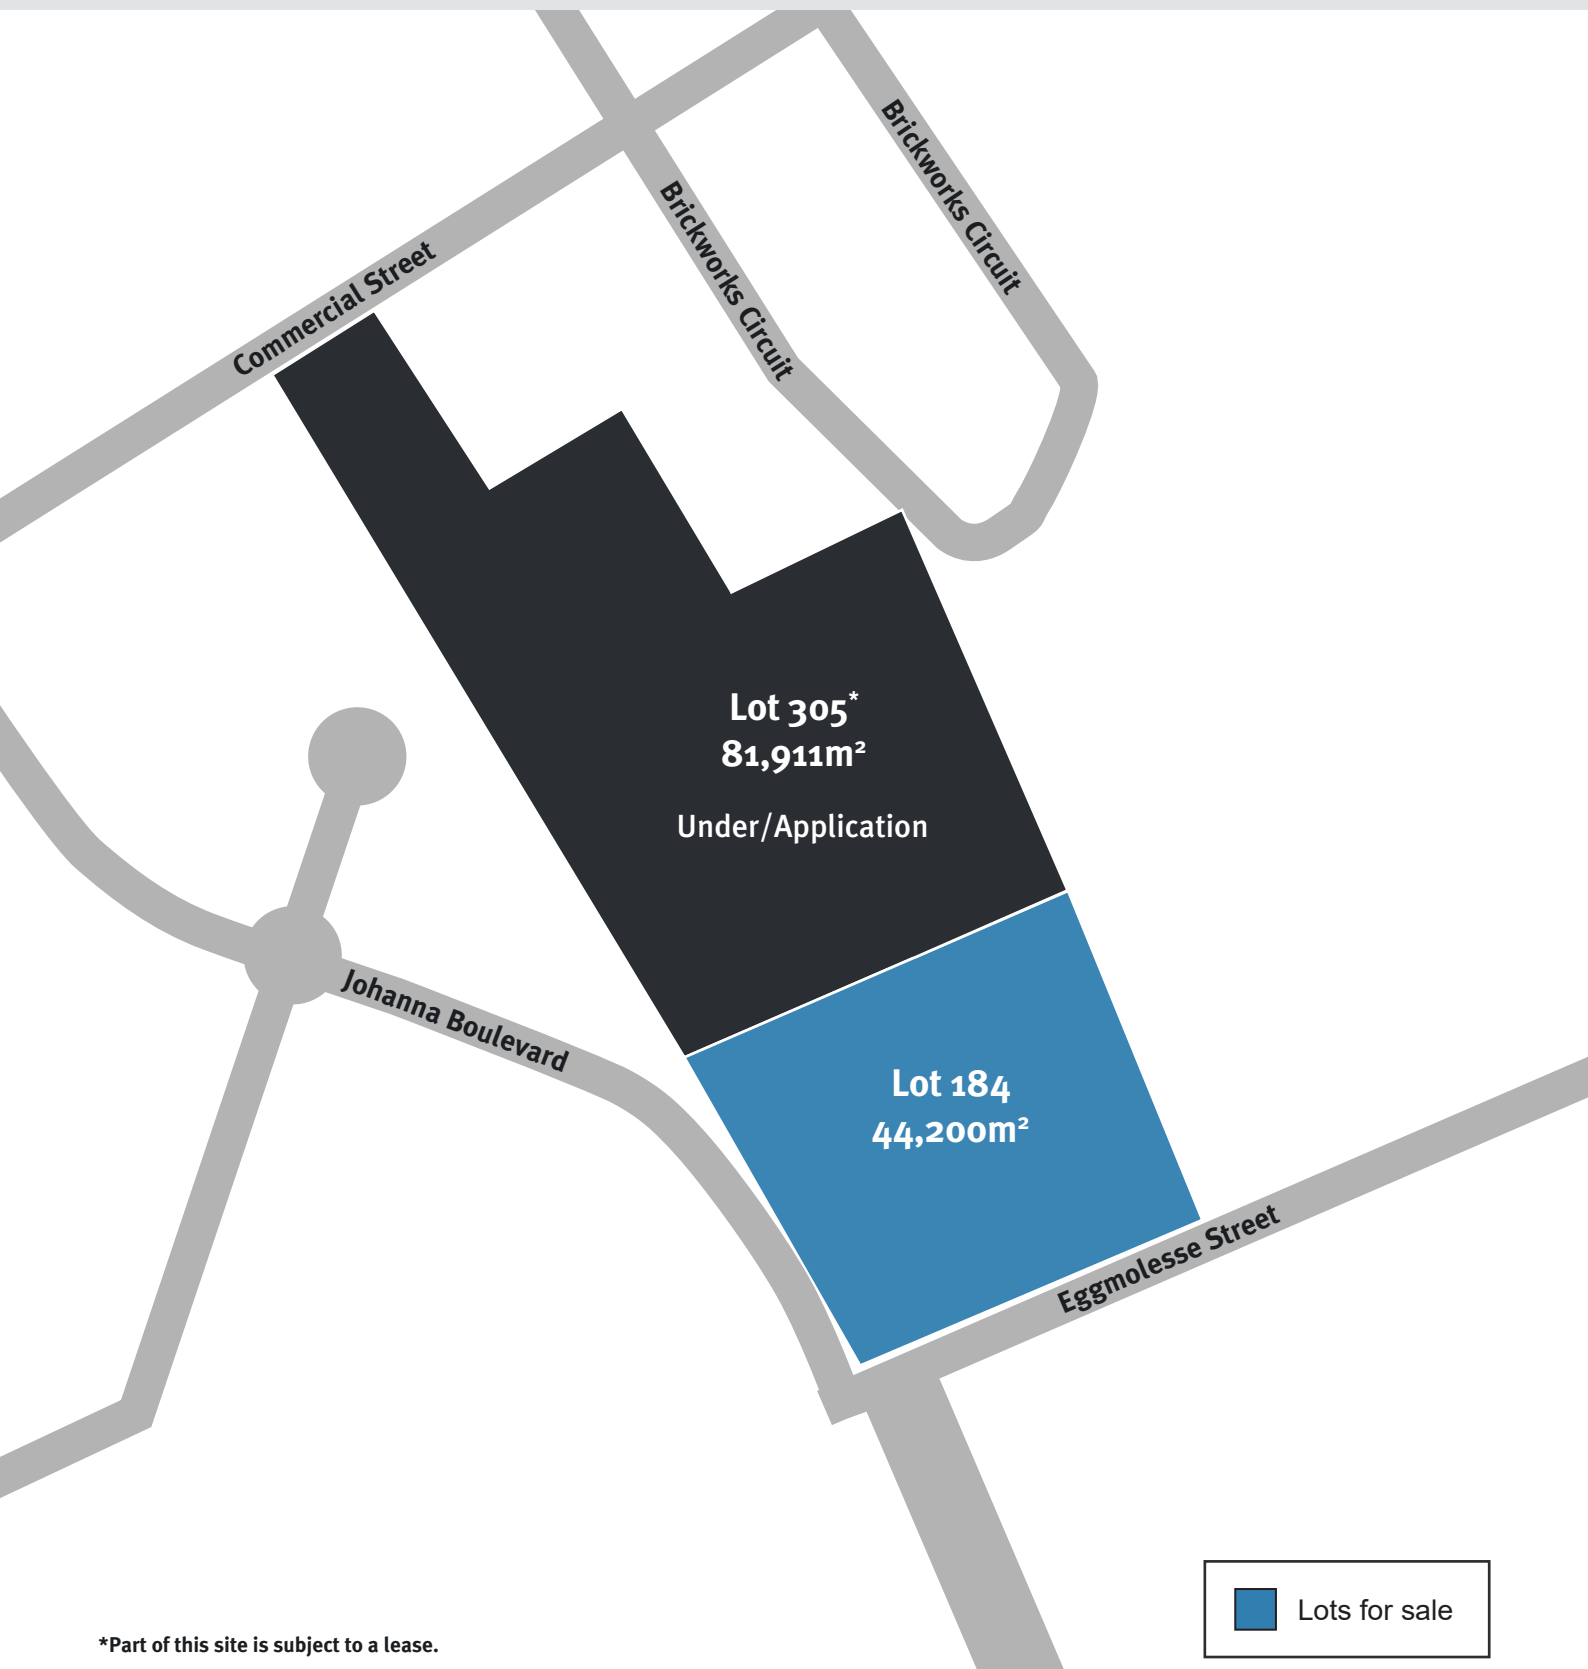 Brickworks Circuit
Brickworks Circuit
Commercial Street
Lot 305*
81,911m²
Under/Application
Johanna Boulevard
Lot 184
44,200m²
Eggmolesse Street
Lots for sale
*Part of this site is subject to a lease.